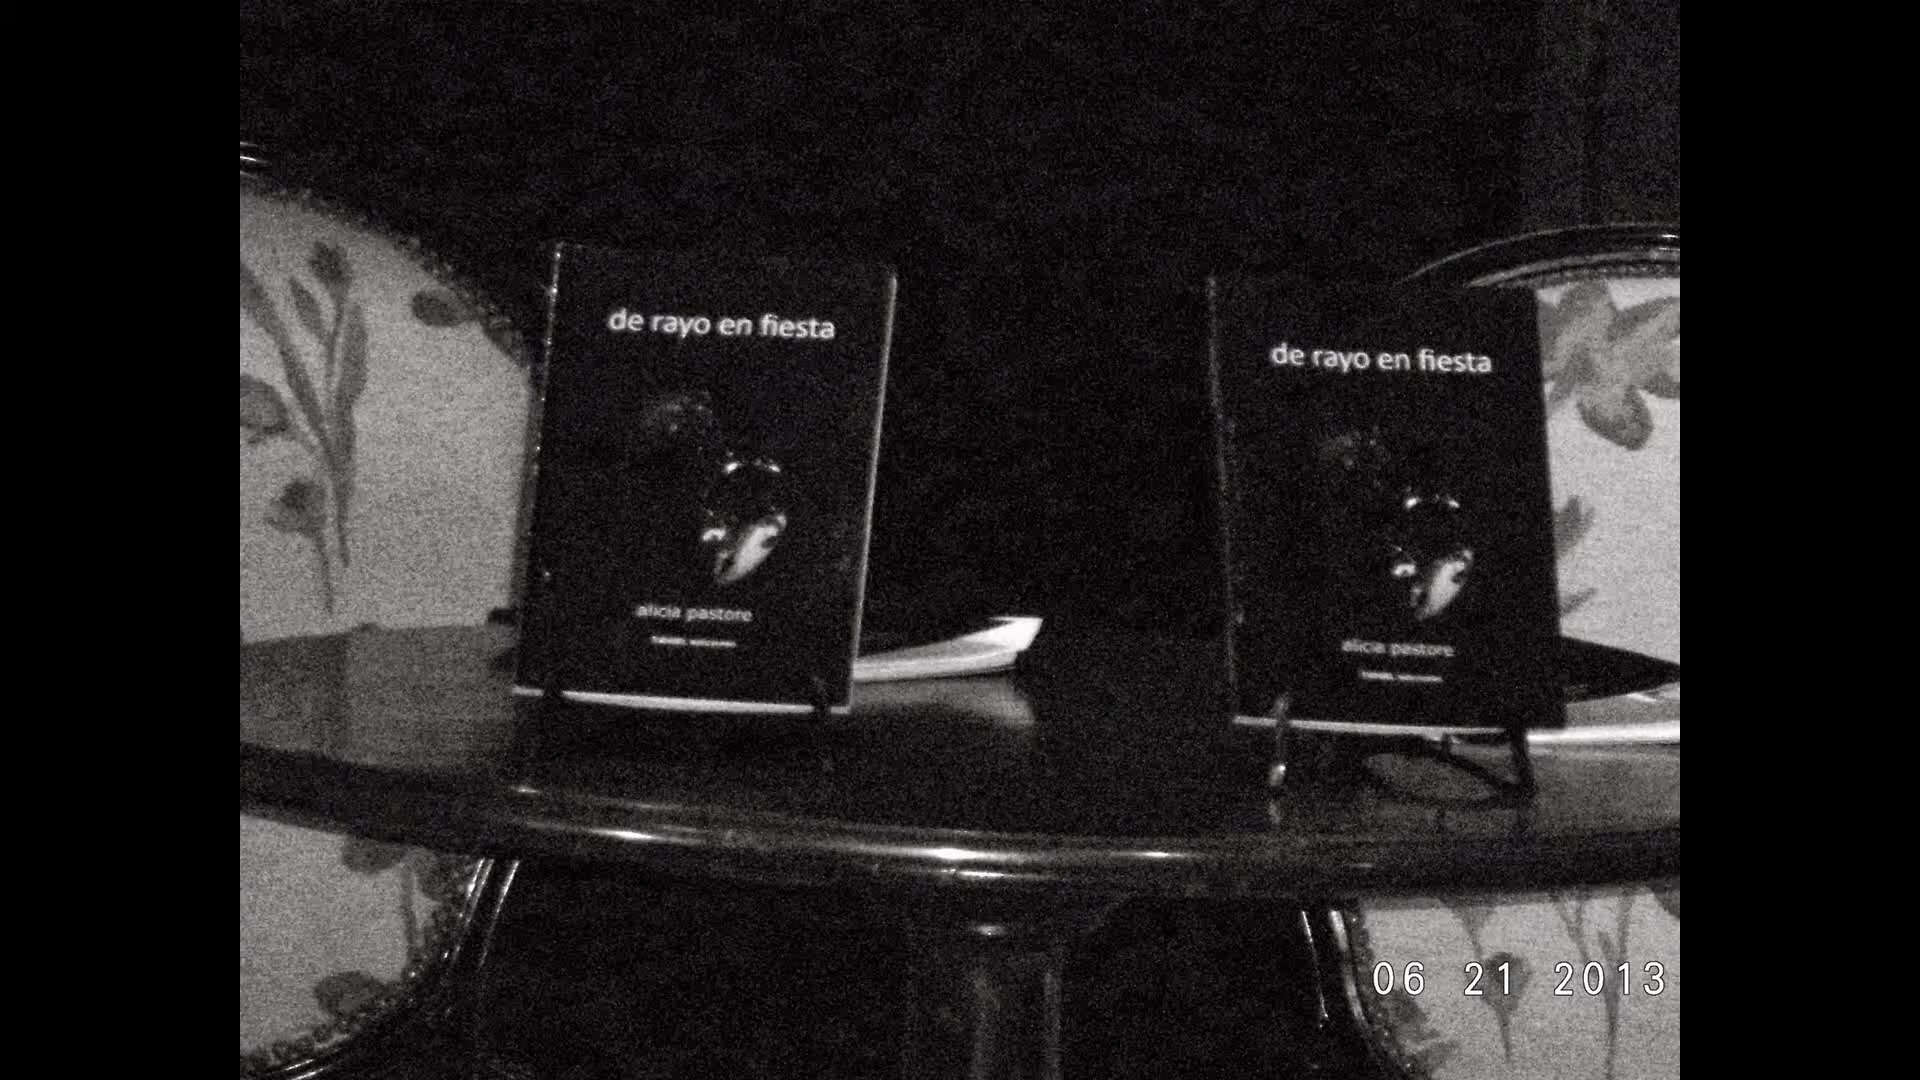 de rayo en fiesta
alicia pastore
de rayo en fiesta
alicia pastore
06 21 2013